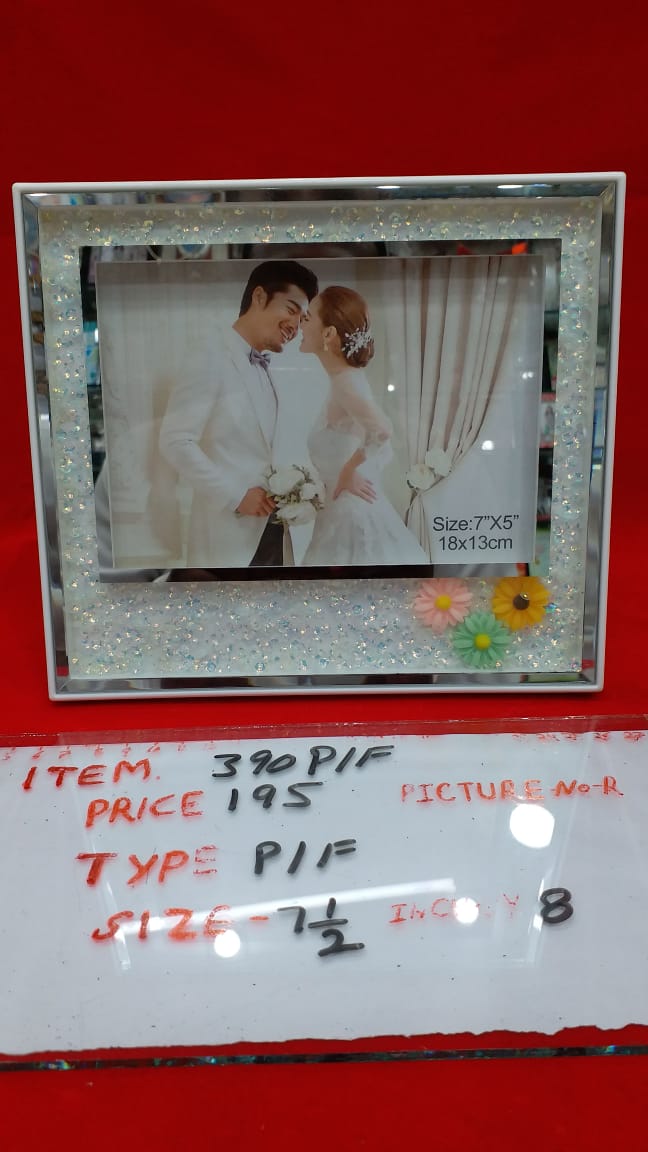 Size:7”X5”
18x13cm
ITEM. 390 P/F
PRICE 195 PICTURE-No-R
TYPE P/F
SIZE - 7 1/2 8